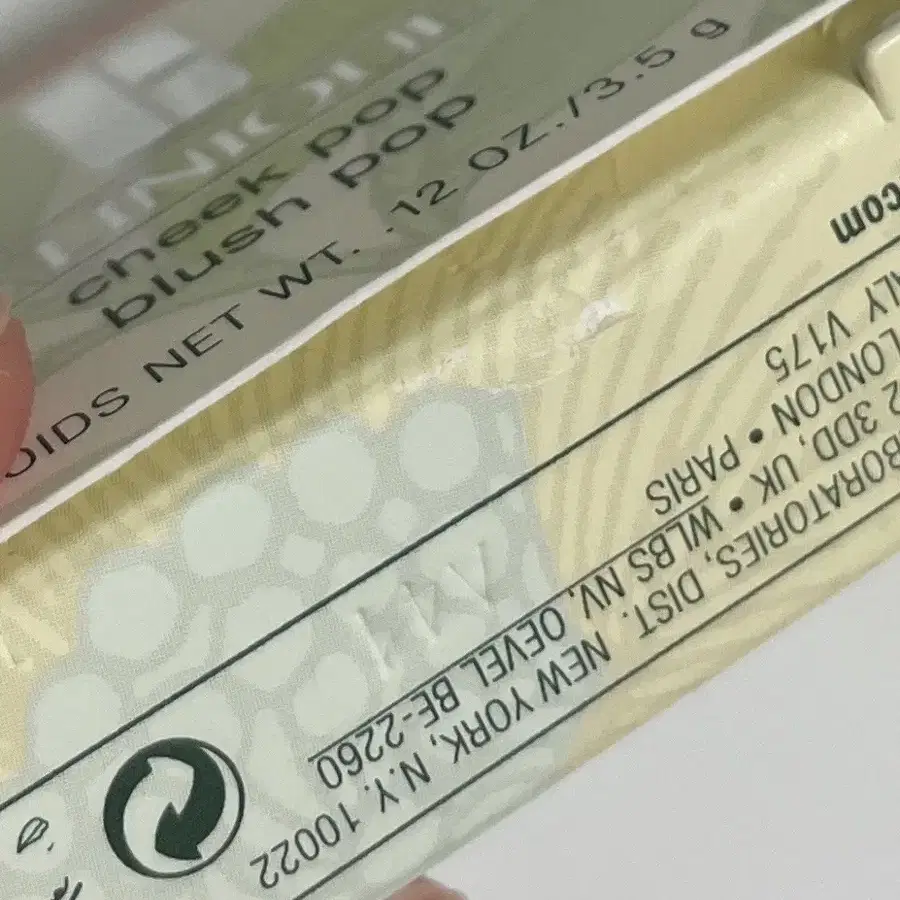 cheek pop
blush pop
OIDS NET WT. .12 OZ./3.5 g
BORATORIES, DIST. NEW YORK, N.Y. 10022
2 3DD, UK • WLBS NV, OEVEL BE-2260
LONDON • PARIS
LY V175
.com